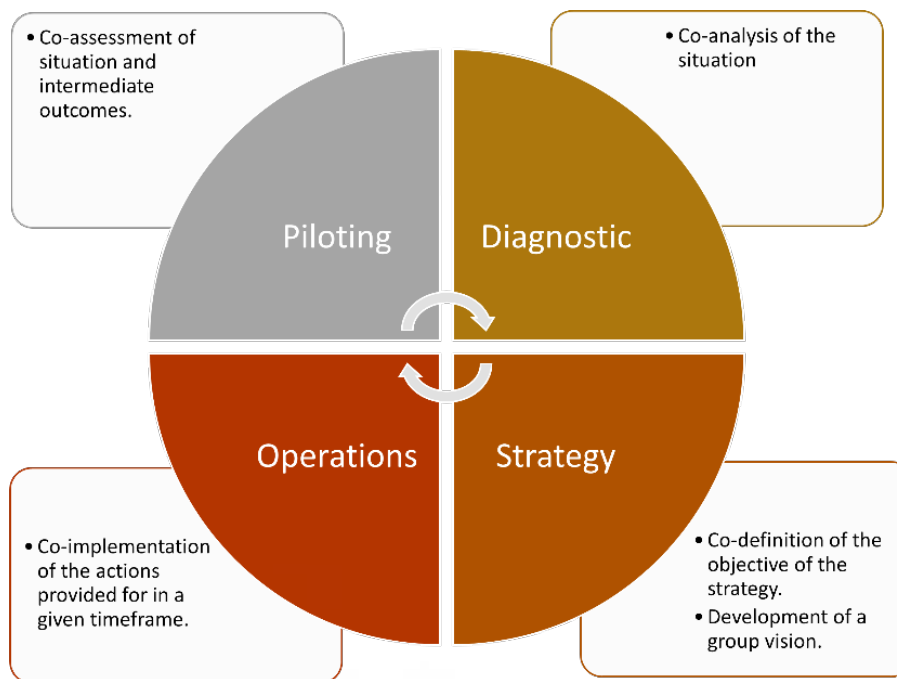 • Co-assessment of
situation and
intermediate
outcomes.
• Co-analysis of the
situation
Piloting
Diagnostic
Operations
Strategy
• Co-implementation
of the actions
provided for in a
given timeframe.
• Co-definition of the
objective of the
strategy.
• Development of a
group vision.